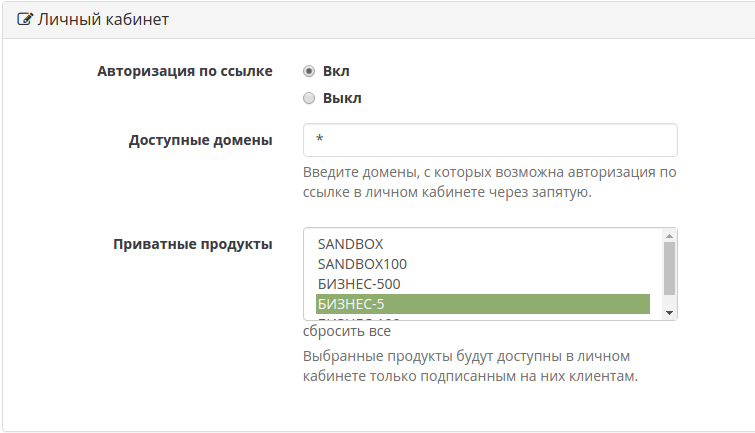 Личный кабинет
Авторизация по ссылке
Вкл
Выкл
Доступные домены
*
Введите домены, с которых возможна авторизация по
ссылке в личном кабинете через запятую.
Приватные продукты
SANDBOX
SANDBOX100
БИЗНЕС-500
БИЗНЕС-5
сбросить все
Выбранные продукты будут доступны в личном
кабинете только подписанным на них клиентам.